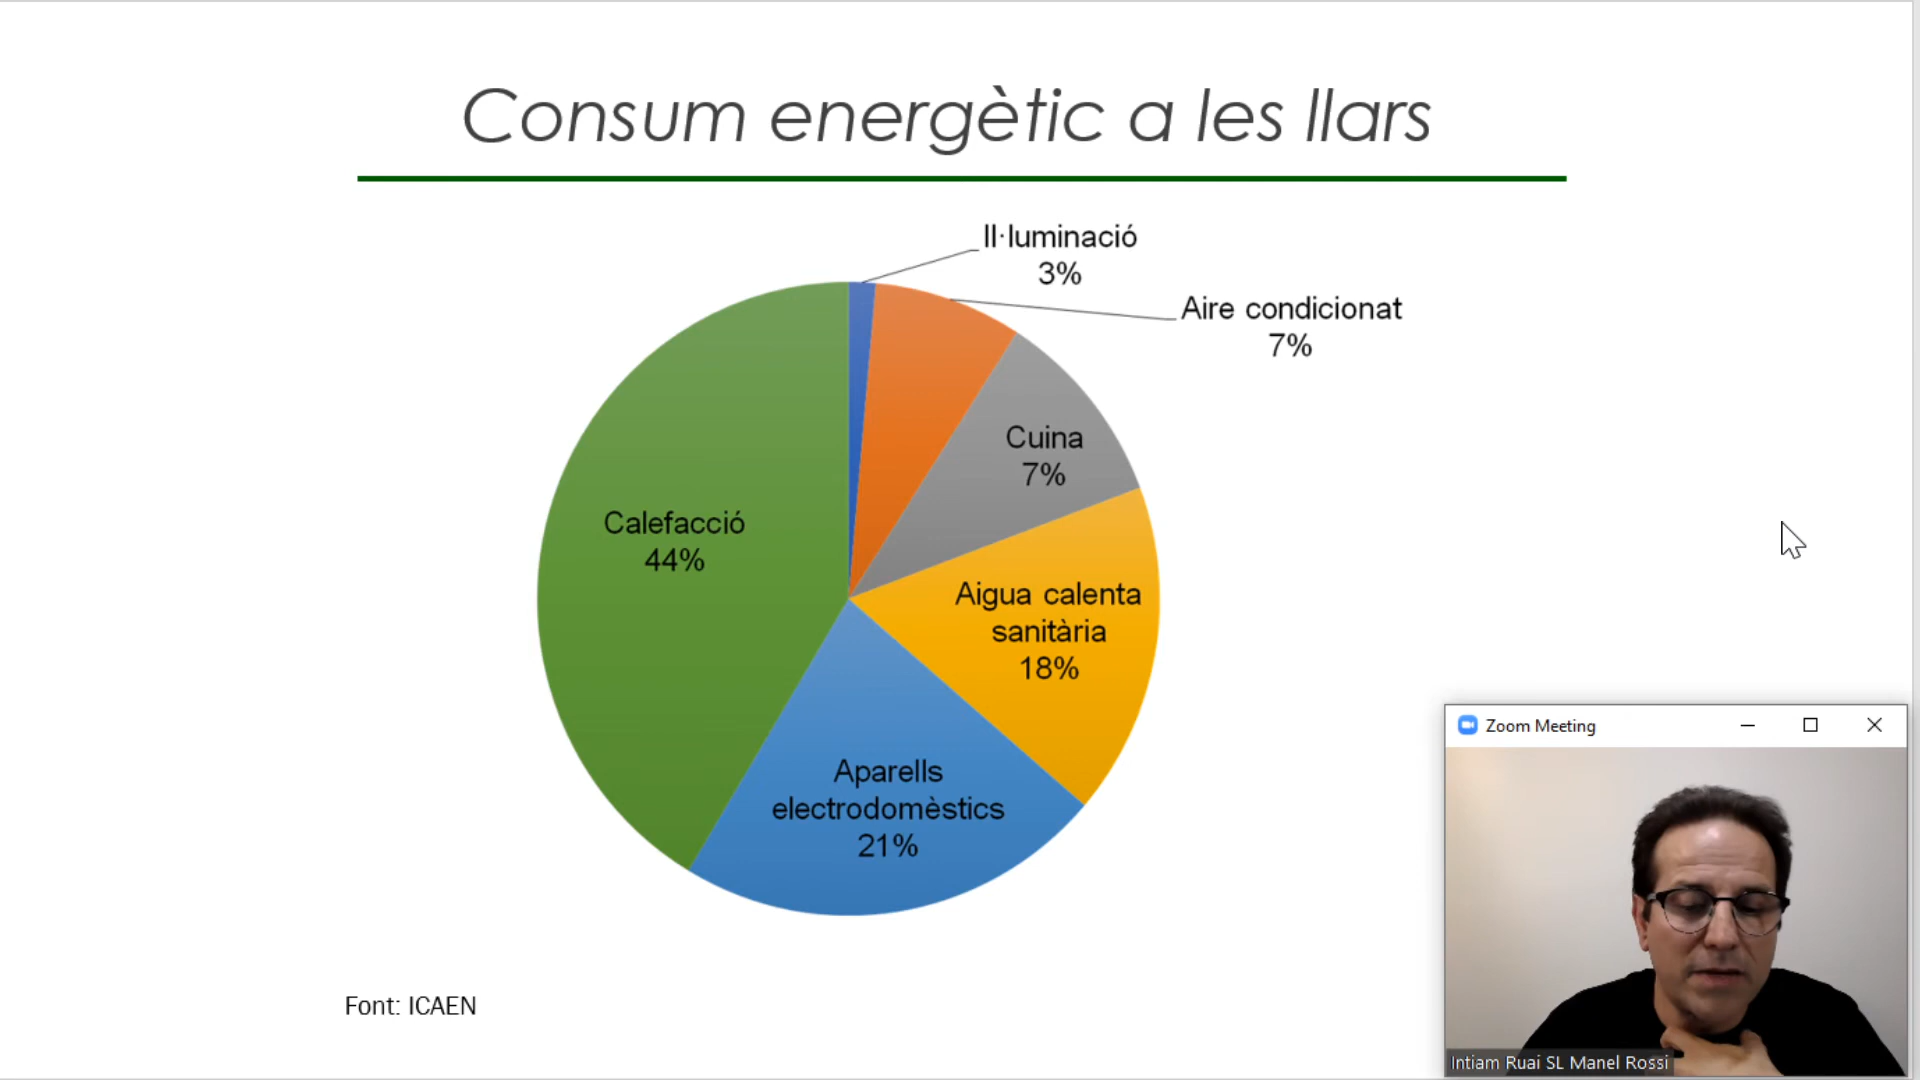 Consum energètic a les llars
Il·luminació
3%
Aire condicionat
7%
Cuina
7%
Calefacció
44%
Aigua calenta
sanitària
18%
Aparells
electrodomèstics
21%
Zoom Meeting
Font: ICAEN
Intiam Ruai SL Manel Rossi